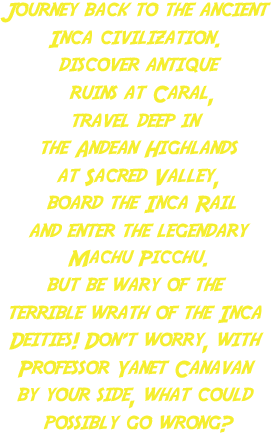 Journey back to the ancient
Inca civilization.
discover antique
ruins at Caral,
travel deep in
the Andean Highlands
at Sacred Valley,
board the Inca Rail
and enter the legendary
Machu Picchu.
but be wary of the
terrible wrath of the Inca
Deities! Don't worry, with
Professor Yanet Canavan
by your side, what could
possibly go wrong?